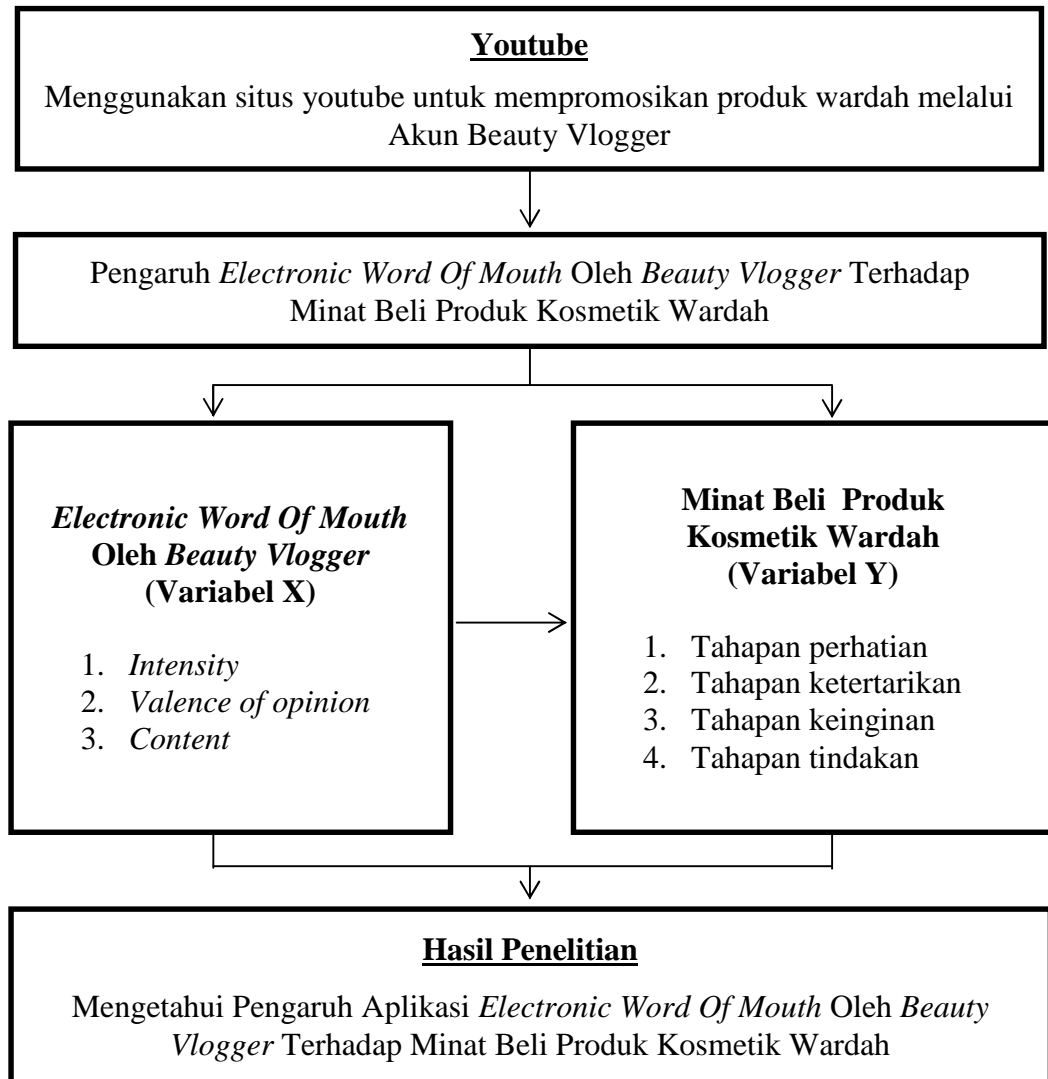 Youtube
Menggunakan situs youtube untuk mempromosikan produk wardah melalui
Akun Beauty Vlogger
Pengaruh Electronic Word Of Mouth Oleh Beauty Vlogger Terhadap
Minat Beli Produk Kosmetik Wardah
Electronic Word Of Mouth
Oleh Beauty Vlogger
(Variabel X)
1. Intensity
2. Valence of opinion
3. Content
Minat Beli Produk
Kosmetik Wardah
(Variabel Y)
1. Tahapan perhatian
2. Tahapan ketertarikan
3. Tahapan keinginan
4. Tahapan tindakan
Hasil Penelitian
Mengetahui Pengaruh Aplikasi Electronic Word Of Mouth Oleh Beauty
Vlogger Terhadap Minat Beli Produk Kosmetik Wardah